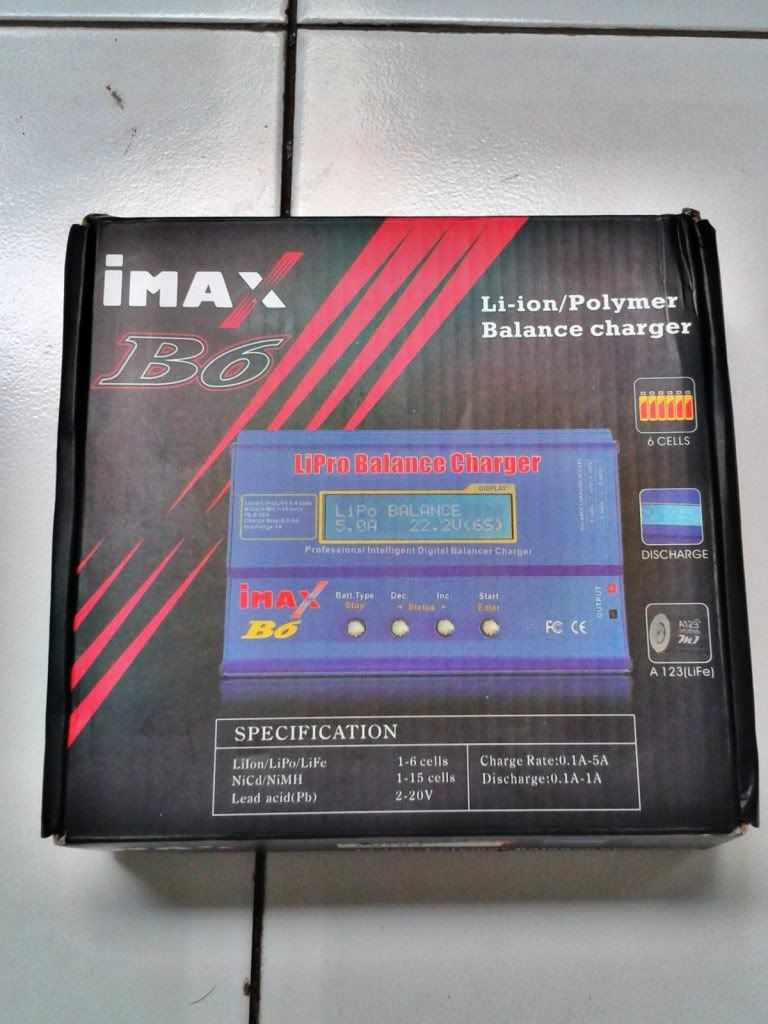 iMAX
B6
Li-ion/Polymer
Balance charger
6 CELLS
LiPro Balance Charger
DISPLAY
LiPo BALANCE
5.0A 22.2V(6S)
DISCHARGE
Professional Intelligent Digital Balancer Charger
iMAX
B6
Batt.Type Dec. Inc. Start
Stop ◄ Status ► Enter
FC CE
OUTPUT
+
-
A123
A 123(LiFe)
SPECIFICATION
LiIon/LiPo/LiFe 1-6 cells
NiCd/NiMH 1-15 cells
Lead acid(Pb) 2-20V
Charge Rate:0.1A-5A
Discharge:0.1A-1A